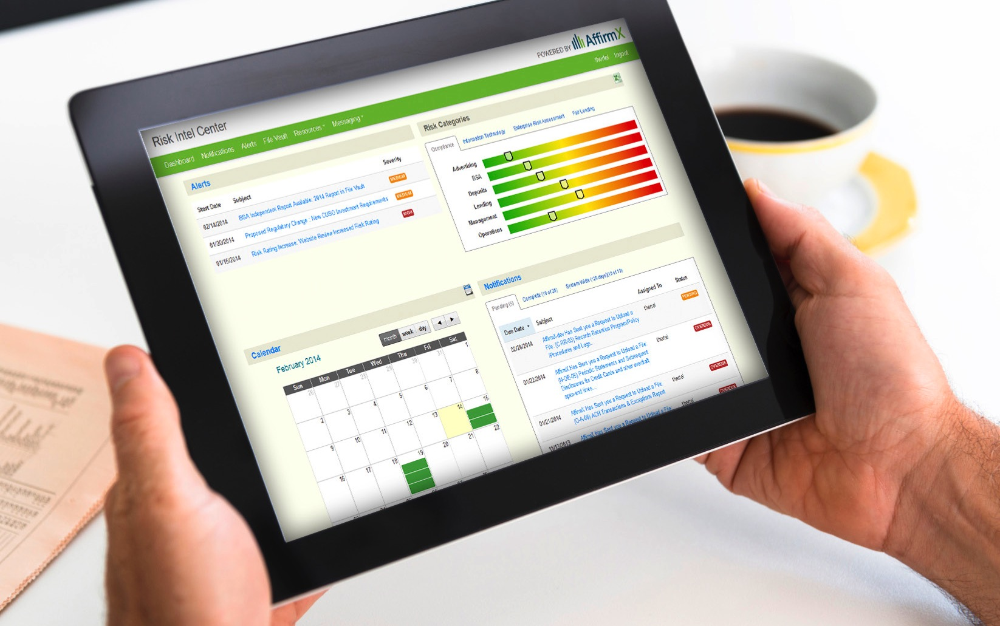 POWERED BY AffirmX
Risk Intel Center
thertel logout
Dashboard Notifications Alerts File Vault Resources Messaging
Alerts
Start Date Subject Severity
02/14/2014 BSA Independent Report Available: 2014 Report in File Vault MEDIUM
01/20/2014 Proposed Regulatory Change : New CUSO Investment Requirements MEDIUM
01/15/2014 Risk Rating Increase: Website Review Increased Risk Rating HIGH
Risk Categories
Compliance Information Technology Enterprise Risk Assessment Fair Lending
Advertising
BSA
Deposits
Lending
Management
Operations
Calendar
February 2014
month week day
Sun Mon Tue Wed Thu Fri Sat
26 27 28 29 30 31 1
2 3 4 5 6 7 8
9 10 11 12 13 14 15
16 17 18 19 20 21 22
Notifications
Pending (5) Complete (19 of 26) System Wide (120 days)(10 of 10)
Due Date Subject Assigned To Status
02/28/2014 AffirmX-dev Has Sent you a Request to Upload a thertel PENDING
File: (C-RR-03) Records Retention Program/Policy
/Procedures and Logs...
01/22/2014 AffirmX Has Sent you a Request to Upload a File: thertel OVERDUE
(N-O/E-05) Periodic Statements and Subsequent
Disclosures for Credit Cards and other overdraft
open-end lines...
01/21/2014 AffirmX Has Sent you a Request to Upload a File thertel OVERDUE
(O-A-06) ACH Transactions & Exceptions Report
11/13/2013 AffirmX Has Sent you a Request to Upload a File: thertel OVERDUE